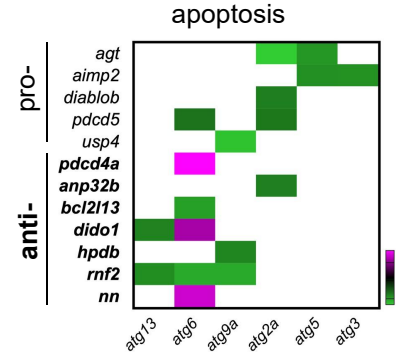 apoptosis
pro-
agt
aimp2
diablob
pdcd5
usp4
anti-
pdcd4a
anp32b
bcl2l13
dido1
hpdb
rnf2
nn
atg13 atg6 atg9a atg2a atg5 atg3